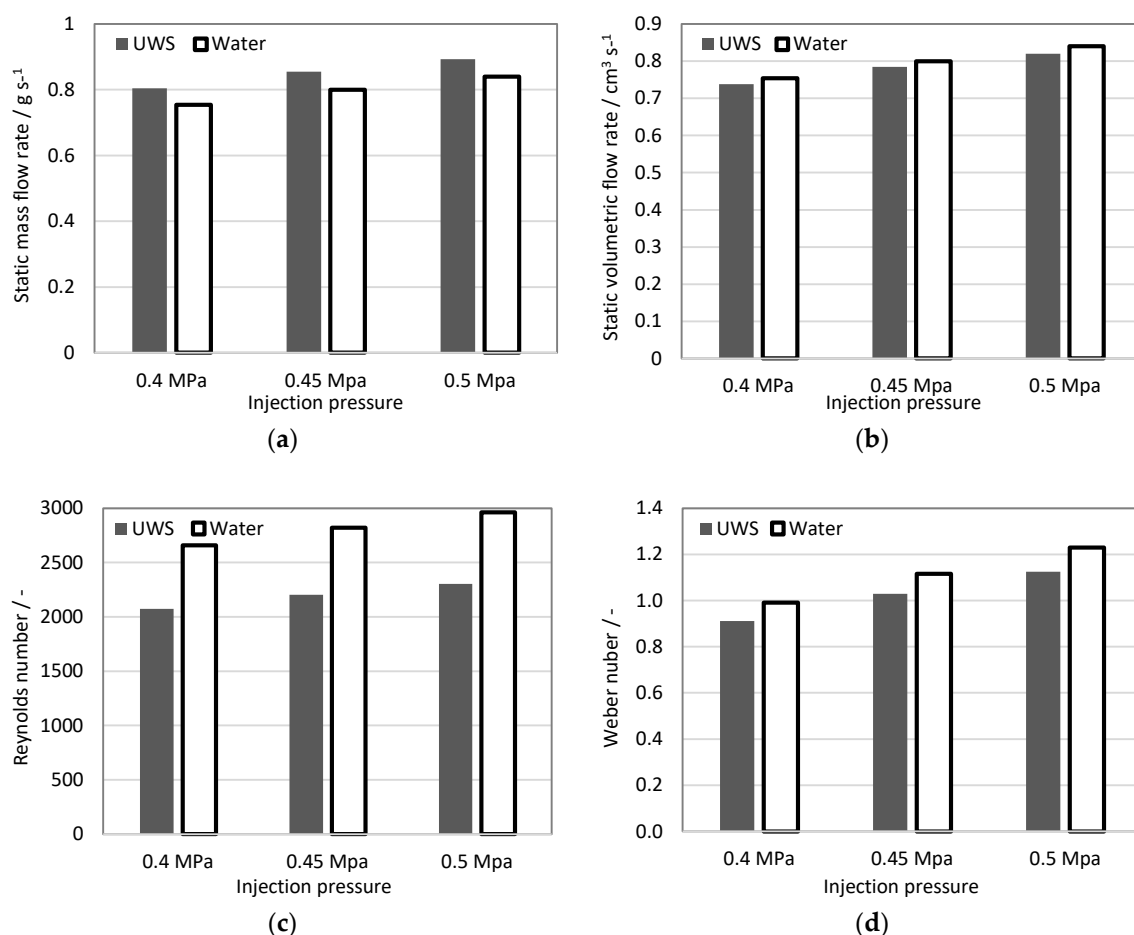 Static mass flow rate / g s⁻¹
1
0.8
0.6
0.4
0.2
0
UWS Water
0.4 MPa 0.45 Mpa 0.5 Mpa
Injection pressure
(a)
Static volumetric flow rate / cm³ s⁻¹
0.9
0.8
0.7
0.6
0.5
0.4
0.3
0.2
0.1
0
UWS Water
0.4 MPa 0.45 Mpa 0.5 Mpa
Injection pressure
(b)
Reynolds number / -
3000
2500
2000
1500
1000
500
0
UWS Water
0.4 MPa 0.45 Mpa 0.5 Mpa
Injection pressure
(c)
Weber nuber / -
1.4
1.2
1.0
0.8
0.6
0.4
0.2
0.0
UWS Water
0.4 MPa 0.45 Mpa 0.5 Mpa
Injection pressure
(d)